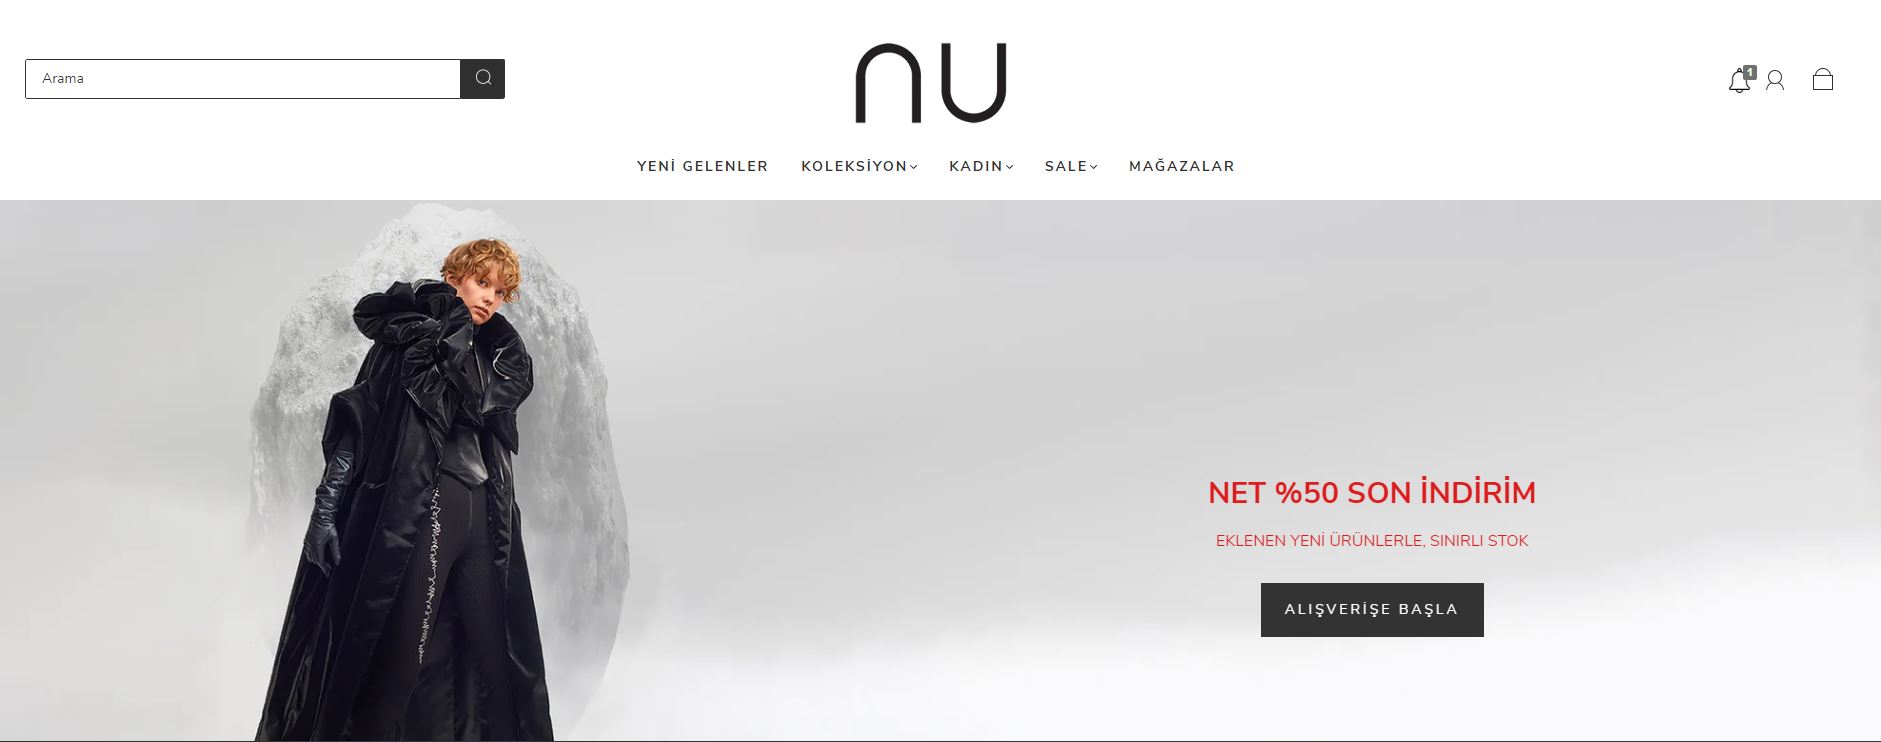 Arama
nu
1
YENİ GELENLER KOLEKSİYON KADIN SALE MAĞAZALAR
NET %50 SON İNDİRİM
EKLENEN YENİ ÜRÜNLERLE, SINIRLI STOK
ALIŞVERİŞE BAŞLA